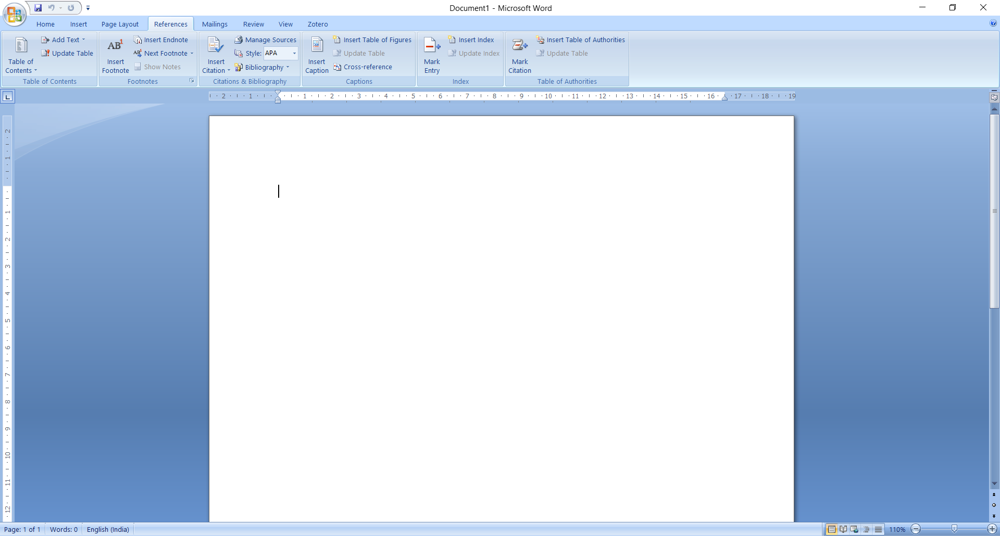 Document1 - Microsoft Word
Home Insert Page Layout References Mailings Review View Zotero
Table of Contents
Add Text
Update Table
Table of Contents
AB1
Insert Footnote
Insert Endnote
AB1 Next Footnote
Show Notes
Footnotes
Insert Citation
Manage Sources
Style: APA
Bibliography
Citations & Bibliography
Insert Caption
Insert Table of Figures
Update Table
Cross-reference
Captions
Mark Entry
Insert Index
Update Index
Index
Mark Citation
Insert Table of Authorities
Update Table
Table of Authorities
2 1 1 2 3 4 5 6 7 8 9 10 11 12 13 14 15 16 17 18 19
2
1
1
2
3
4
5
6
7
8
9
10
11
12
Page: 1 of 1 Words: 0 English (India) 110%